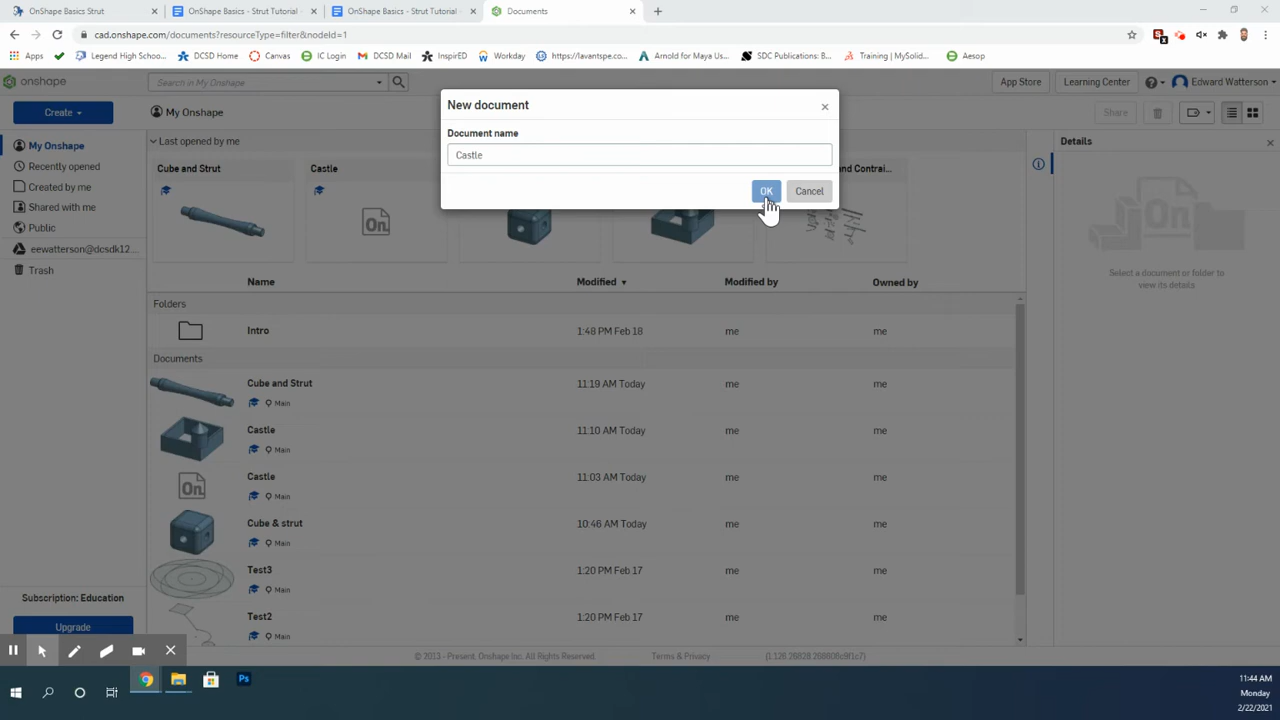 OnShape Basics Strut
OnShape Basics - Strut Tutorial -
OnShape Basics - Strut Tutorial -
Documents
cad.onshape.com/documents?resourceType=filter&nodeId=1
Apps
Legend High Schoo...
DCSD Home
Canvas
IC Login
DCSD Mail
InspirED
Workday
https://lavantspe.co...
Arnold for Maya Us...
SDC Publications: B...
Training | MySolid...
Aesop
onshape
Search in My Onshape
App Store
Learning Center
Edward Watterson
Create
My Onshape
Share
New document
Document name
Castle
OK
Cancel
My Onshape
Recently opened
Created by me
Shared with me
Public
eewatterson@dcsdk12...
Trash
Last opened by me
Cube and Strut
Castle
and Contrai...
On
Details
On
Select a document or folder to
view its details
Name
Modified
Modified by
Owned by
Folders
Intro
1:48 PM Feb 18
me
me
Documents
Cube and Strut
11:19 AM Today
me
me
Main
Castle
11:10 AM Today
me
me
Main
On
Castle
11:03 AM Today
me
me
Main
Cube & strut
10:46 AM Today
me
me
Main
Test3
1:20 PM Feb 17
me
me
Main
Test2
1:20 PM Feb 17
me
me
Main
Subscription: Education
Upgrade
© 2013 - Present, Onshape Inc. All Rights Reserved.
Terms & Privacy
Ps
11:44 AM
Monday
2/22/2021